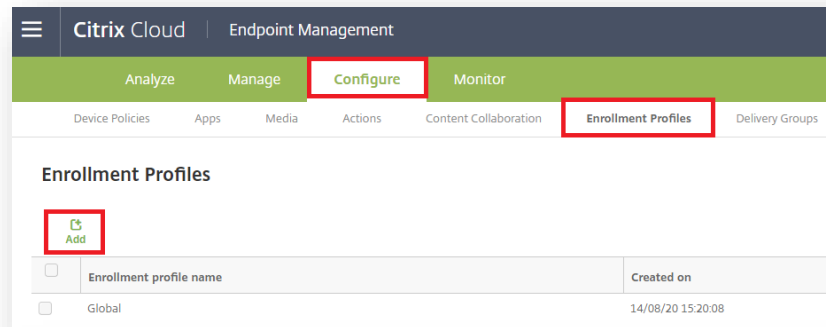 Citrix Cloud Endpoint Management
Analyze Manage Configure Monitor
Device Policies Apps Media Actions Content Collaboration Enrollment Profiles Delivery Groups
Enrollment Profiles
Add
Enrollment profile name Created on
Global 14/08/20 15:20:08